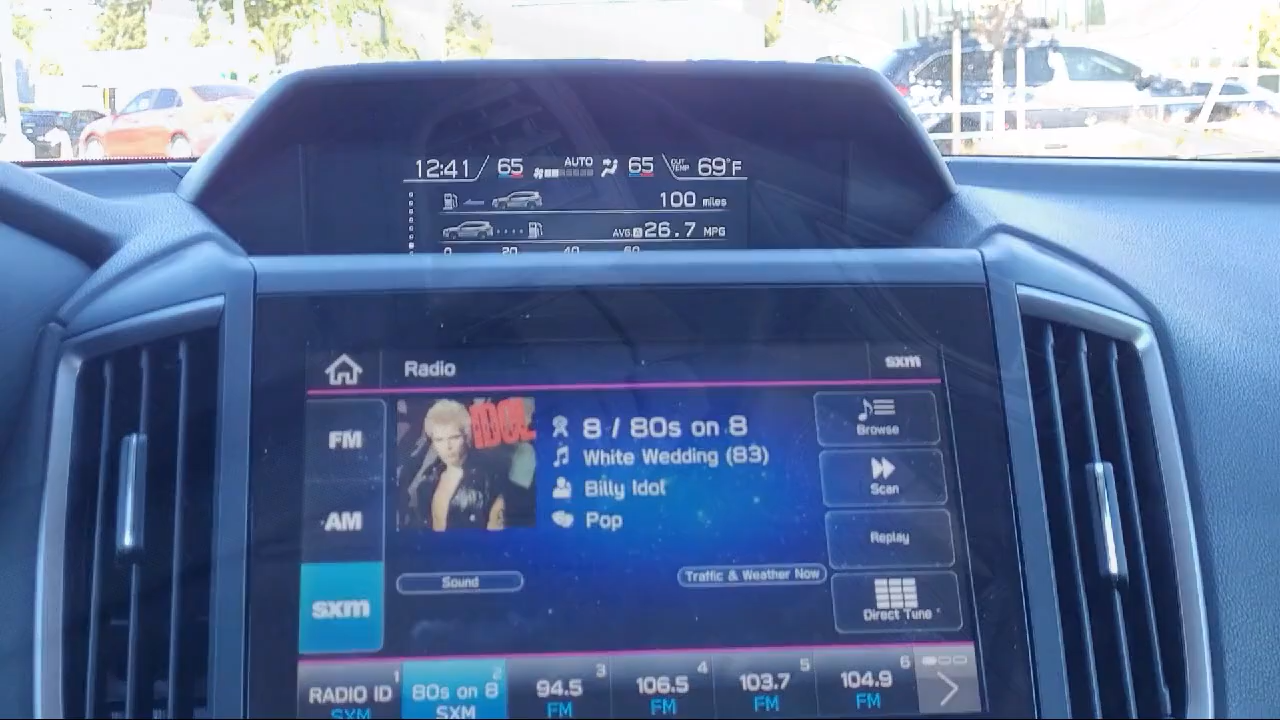 12:41 65 AUTO 65 OUT TEMP 69°F
100 miles
AVG. A 26.7 MPG
0 20 40 60
Radio sxm
IDOL
FM
AM
sxm
8 / 80s on 8
White Wedding (83)
Billy Idol
Pop
Browse
Scan
Replay
Direct Tune
Sound
Traffic & Weather Now
RADIO ID 1
SXM
80s on 8 2
SXM
94.5 3
FM
106.5 4
FM
103.7 5
FM
104.9 6
FM